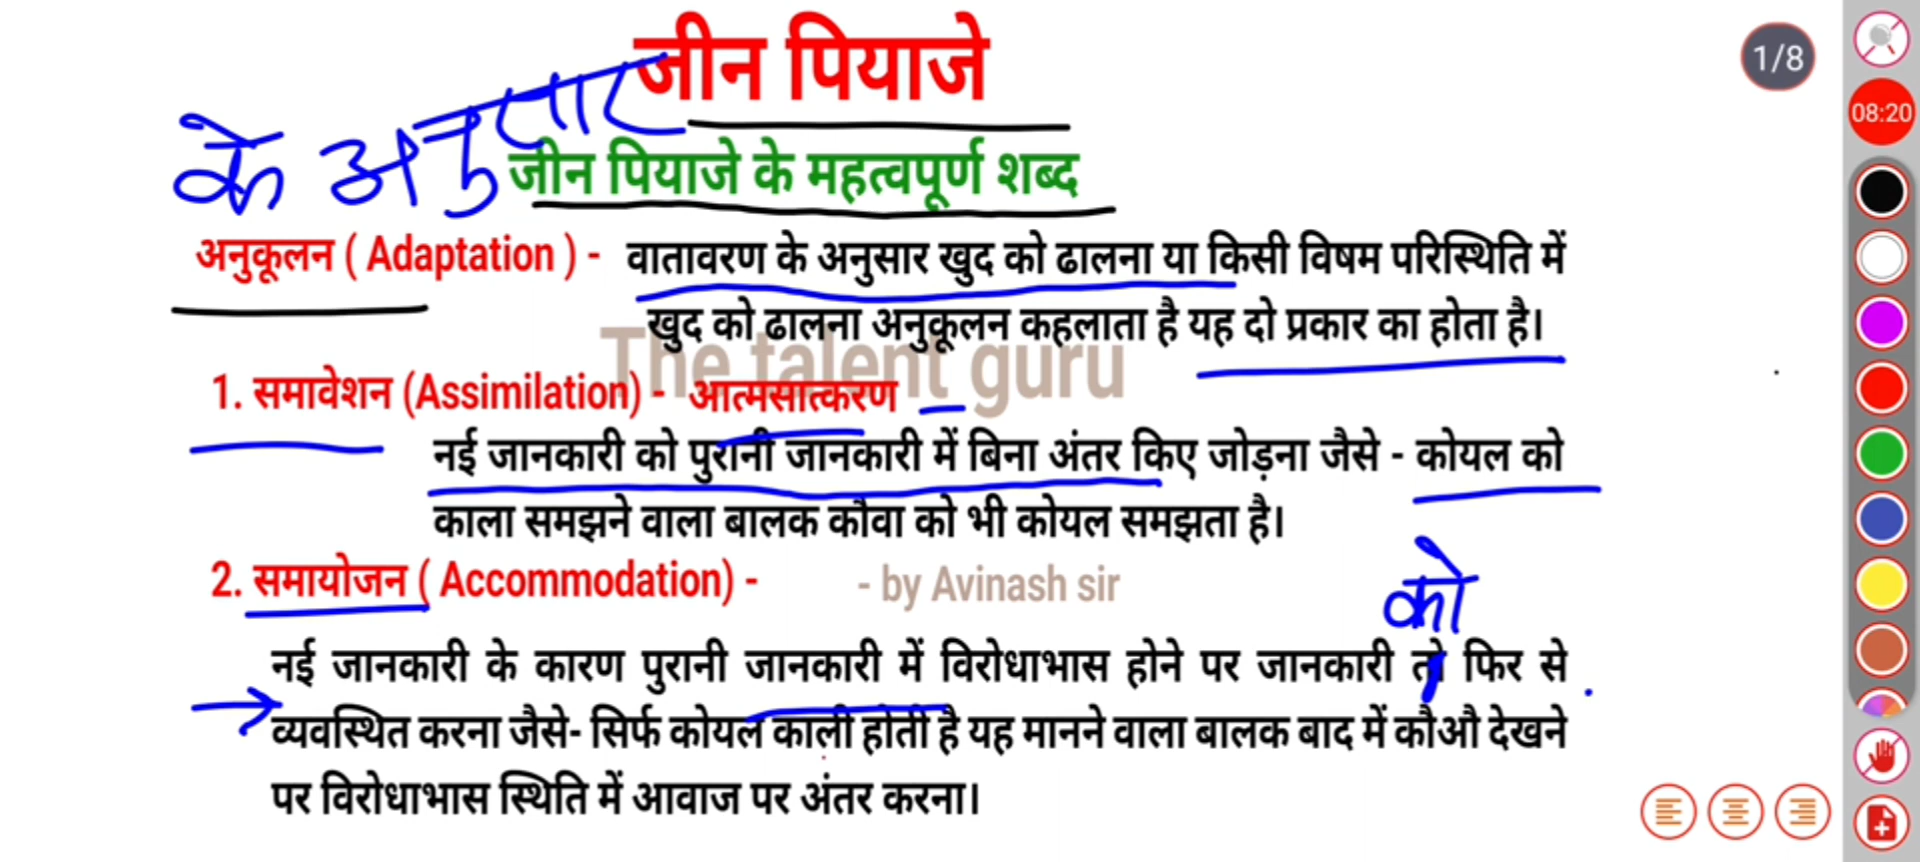 जीन पियाजे
1/8
08:20
के अनुसार
जीन पियाजे के महत्वपूर्ण शब्द
अनुकूलन ( Adaptation ) - वातावरण के अनुसार खुद को ढालना या किसी विषम परिस्थिति में
खुद को ढालना अनुकूलन कहलाता है यह दो प्रकार का होता है।
The talent guru
1. समावेशन (Assimilation) - आत्मसात्करण
नई जानकारी को पुरानी जानकारी में बिना अंतर किए जोड़ना जैसे - कोयल को
काला समझने वाला बालक कौवा को भी कोयल समझता है।
2. समायोजन ( Accommodation) -
- by Avinash sir
को
नई जानकारी के कारण पुरानी जानकारी में विरोधाभास होने पर जानकारी तो फिर से
व्यवस्थित करना जैसे- सिर्फ कोयल काली होती है यह मानने वाला बालक बाद में कौऔ देखने
पर विरोधाभास स्थिति में आवाज पर अंतर करना।